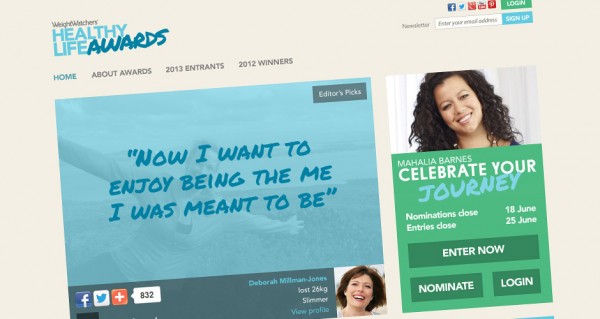 LOGIN
Newsletter
Enter your email address
SIGN UP
WeightWatchers
HEALTHY
LIFE AWARDS
HOME
ABOUT AWARDS
2013 ENTRANTS
2012 WINNERS
Editor's Picks
"NOW I WANT TO
ENJOY BEING THE ME
I WAS MEANT TO BE"
832
Deborah Millman-Jones
lost 26kg
Slimmer
View profile
MAHALIA BARNES
CELEBRATE YOUR
JOURNEY
Nominations close 18 June
Entries close 25 June
ENTER NOW
NOMINATE
LOGIN